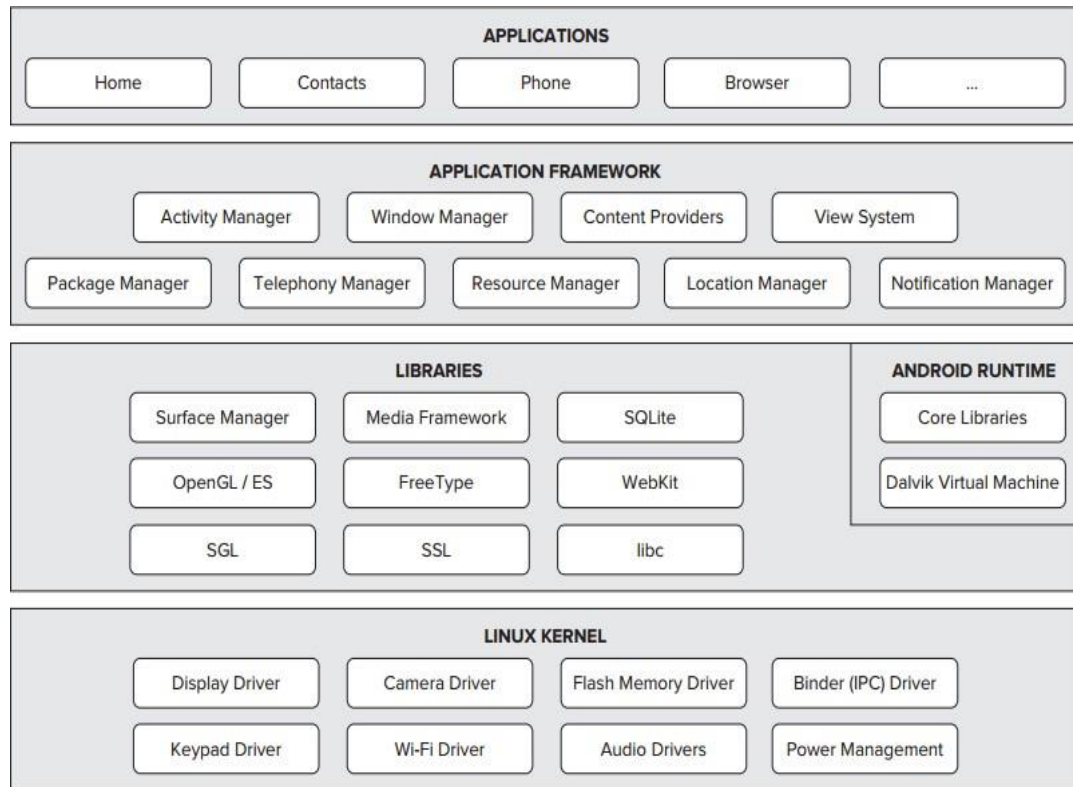 APPLICATIONS
Home Contacts Phone Browser ...
APPLICATION FRAMEWORK
Activity Manager Window Manager Content Providers View System
Package Manager Telephony Manager Resource Manager Location Manager Notification Manager
LIBRARIES ANDROID RUNTIME
Surface Manager Media Framework SQLite Core Libraries
OpenGL / ES FreeType WebKit Dalvik Virtual Machine
SGL SSL libc
LINUX KERNEL
Display Driver Camera Driver Flash Memory Driver Binder (IPC) Driver
Keypad Driver Wi-Fi Driver Audio Drivers Power Management